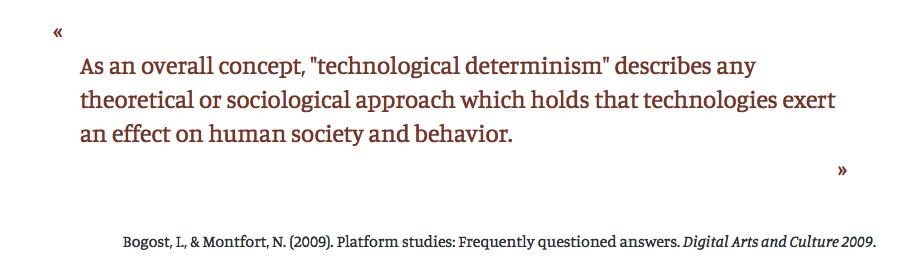 «
As an overall concept, "technological determinism" describes any
theoretical or sociological approach which holds that technologies exert
an effect on human society and behavior.
»
Bogost, I., & Montfort, N. (2009). Platform studies: Frequently questioned answers. Digital Arts and Culture 2009.